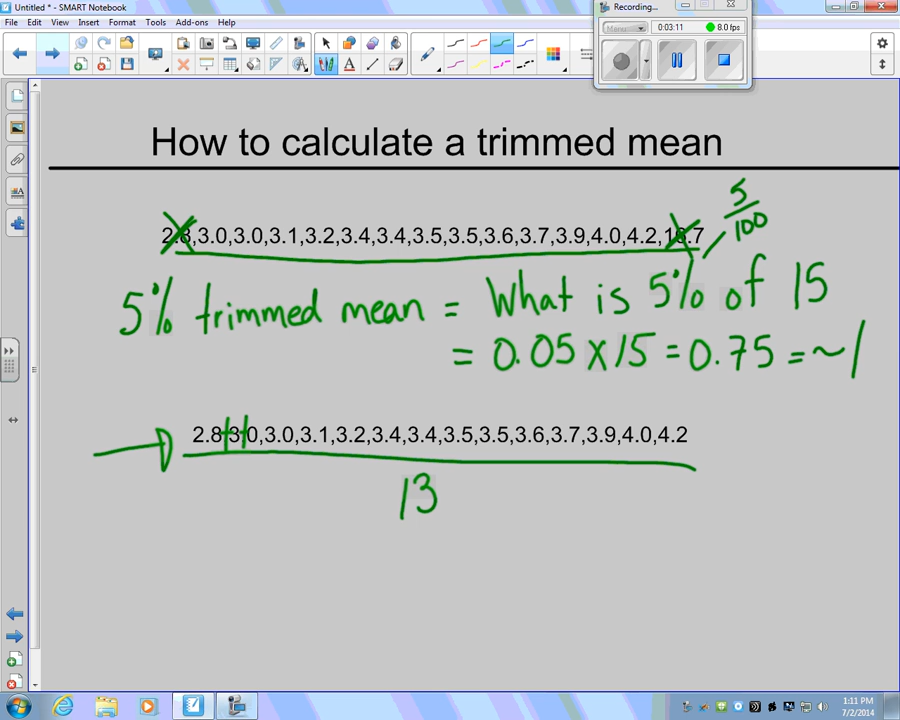 Untitled * - SMART Notebook
Recording...
File Edit View Insert Format Tools Add-ons Help
Menu
0:03:11
8.0 fps
How to calculate a trimmed mean
5
100
2.8,3.0,3.0,3.1,3.2,3.4,3.4,3.5,3.5,3.6,3.7,3.9,4.0,4.2,1 .7
5% trimmed mean = What is 5% of 15
= 0.05 x 15 = 0.75 = ~1
2.8,3.0,3.0,3.1,3.2,3.4,3.4,3.5,3.5,3.6,3.7,3.9,4.0,4.2
13
1:11 PM
7/2/2014